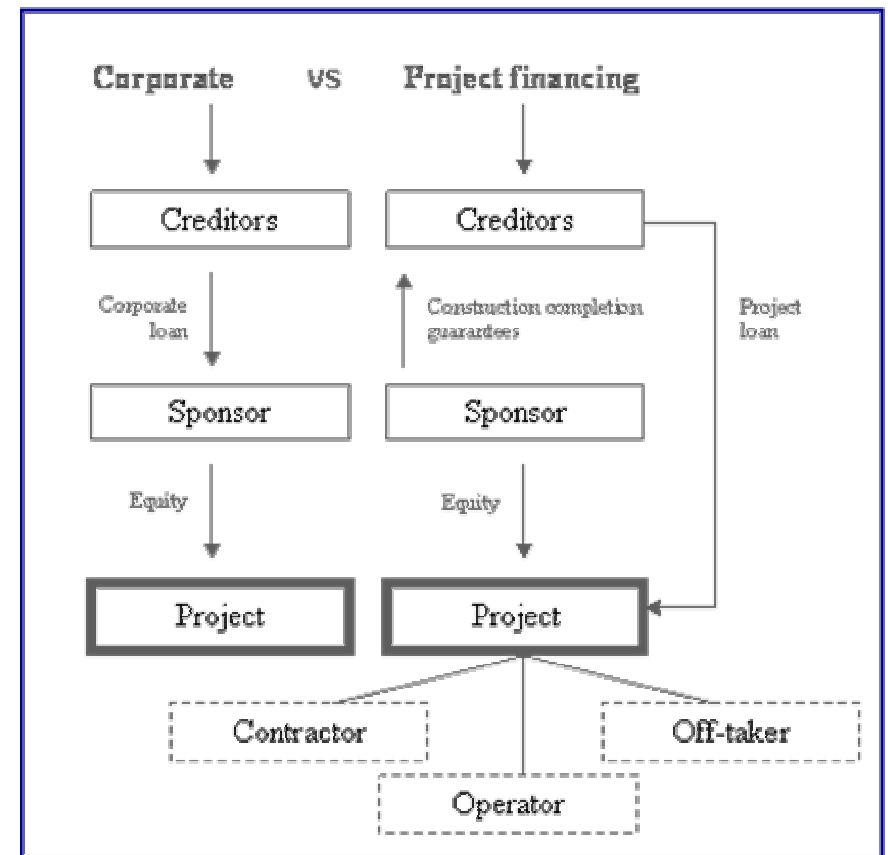 Corporate VS Project financing
Creditors Creditors
Corporate
loan
Construction completion
guarantees
Project
loan
Sponsor Sponsor
Equity Equity
Project Project
Contractor Off-taker
Operator